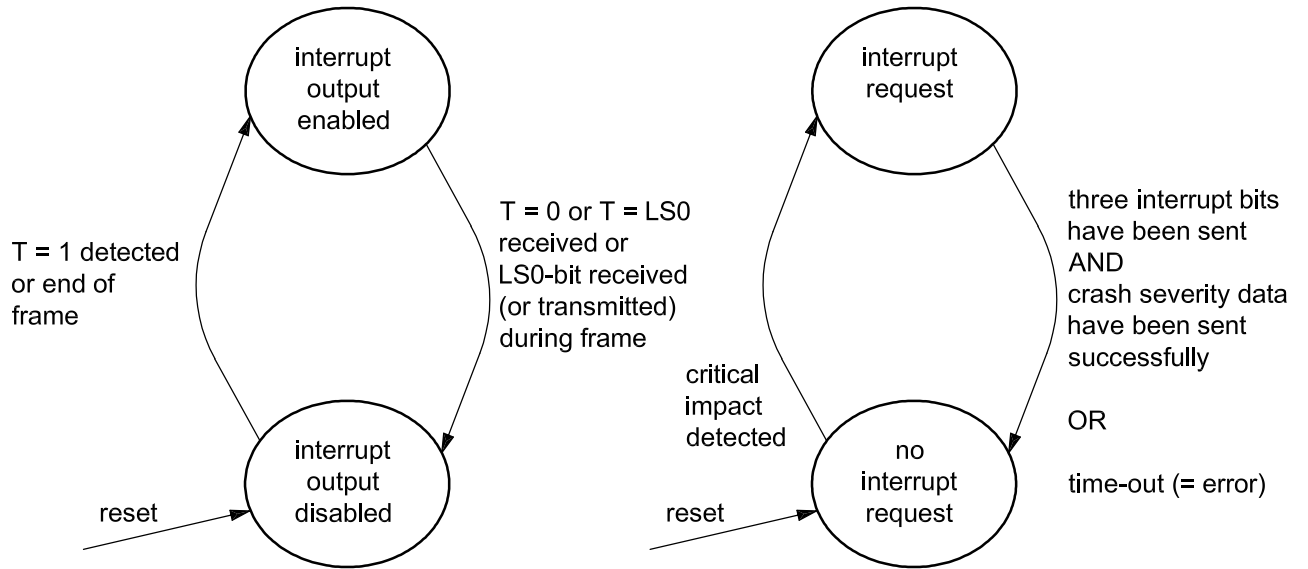 interrupt
output
enabled
T = 1 detected
or end of
frame
T = 0 or T = LS0
received or
LS0-bit received
(or transmitted)
during frame
interrupt
output
disabled
reset
interrupt
request
three interrupt bits
have been sent
AND
crash severity data
have been sent
successfully
OR
time-out (= error)
critical
impact
detected
no
interrupt
request
reset